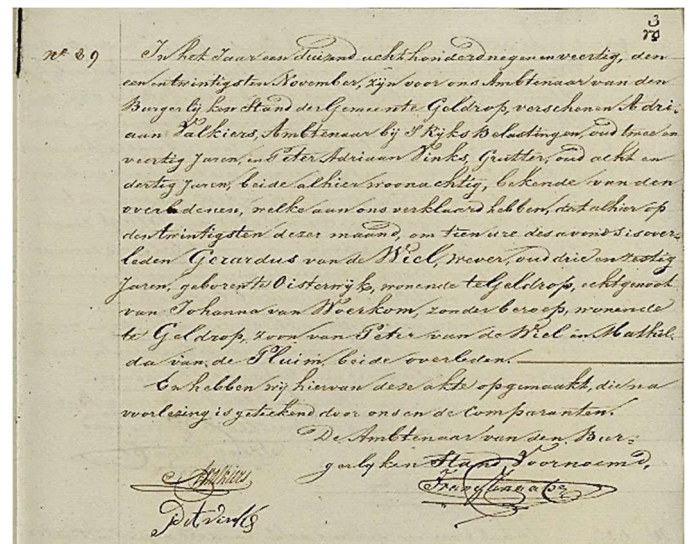 3
Nº 89
In het Jaar een duizend acht honderd negen en veertig, den
een en twintigsten November, zijn voor ons Ambtenaar van den
Burgerlijken Stand der Gemeente Geldrop, verschenen Adri-
aan Valkiers, Ambtenaar bij S Rijks Belastingen, oud twee en
veertig Jaren, en Peter Adriaan Vinks, Grutter, oud acht en
dertig Jaren, beide alhier woonachtig, bekende van den
overledenen, welke aan ons verklaard hebben, dat alhier op
den twintigsten dezer maand, om tien ure des avonds is over-
leden Gerardus van de Wiel, wever, oud drie en zestig
Jaren, geboren te Oisterwijk, wonende te Geldrop, echtgenoot
van Johanna van Woerkom, zonder beroep, wonende
te Geldrop, zoon van Peter van de Wiel en Mathil-
da van de Pluim, beide overleden.
En hebben wij hiervan deze akte opgemaakt, die na
voorlezing is getekend door ons en de Comparanten.
De Ambtenaar van den Bur-
gerlijken Stand, Voornoemd,
Valkiers
P A Vinks